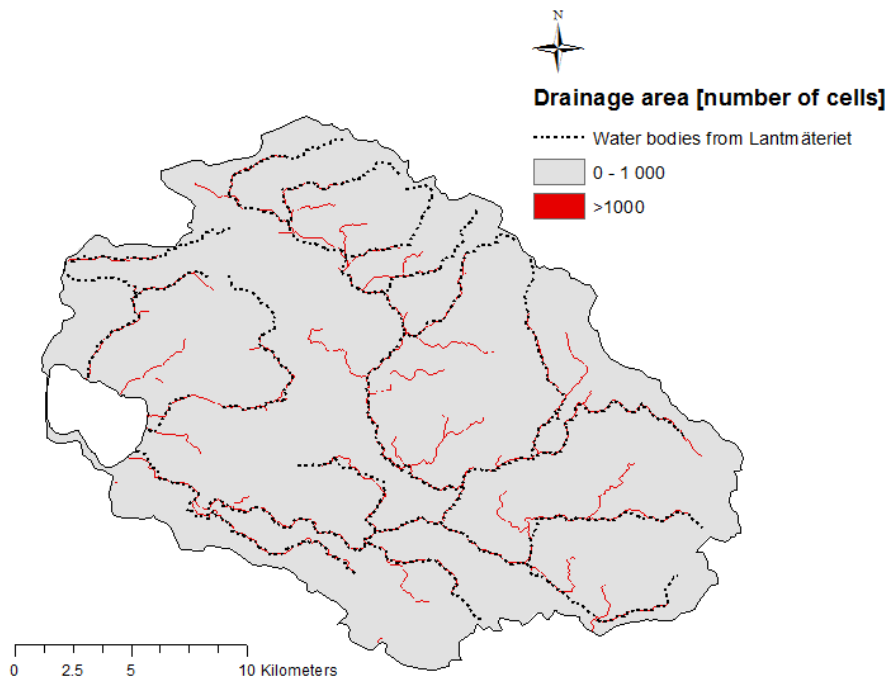 N
Drainage area [number of cells]
Water bodies from Lantmäteriet
0 - 1 000
>1000
0 2.5 5 10 Kilometers